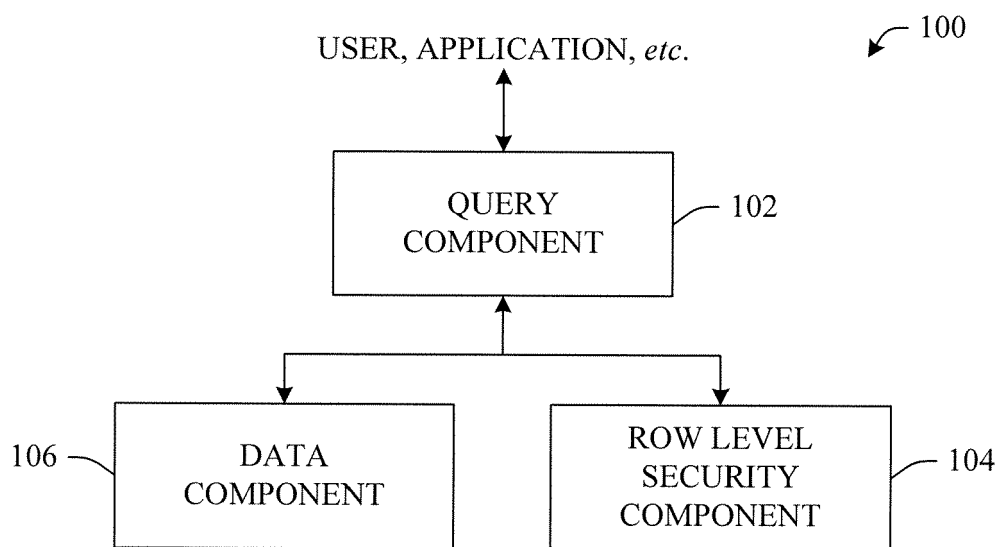 100
USER, APPLICATION, etc.
QUERY
COMPONENT
102
106
DATA
COMPONENT
ROW LEVEL
SECURITY
COMPONENT
104